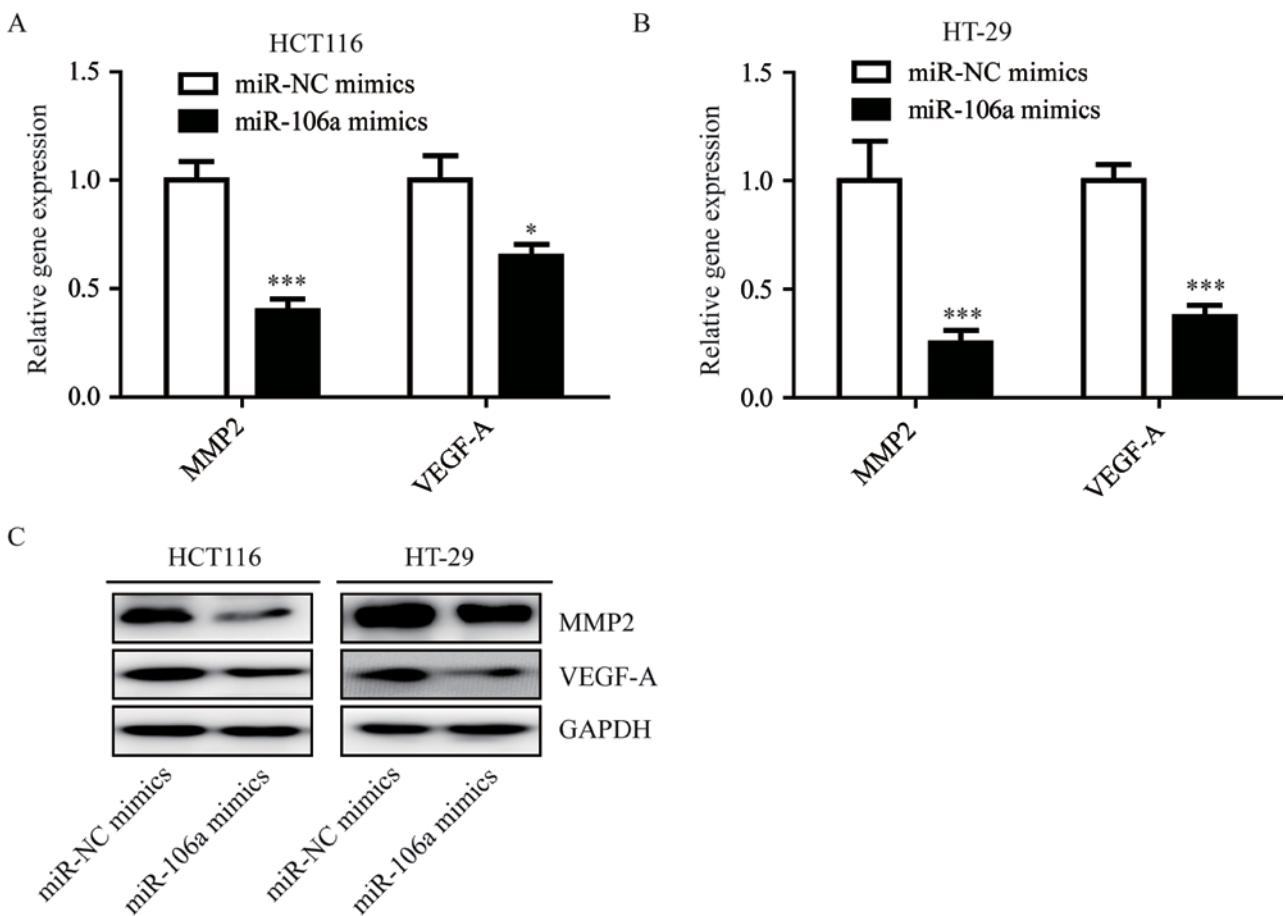 A
HCT116
miR-NC mimics
miR-106a mimics
Relative gene expression
1.5
1.0
0.5
0.0
***
*
MMP2
VEGF-A
B
HT-29
miR-NC mimics
miR-106a mimics
Relative gene expression
1.5
1.0
0.5
0.0
***
***
MMP2
VEGF-A
C
HCT116
HT-29
MMP2
VEGF-A
GAPDH
miR-NC mimics
miR-106a mimics
miR-NC mimics
miR-106a mimics